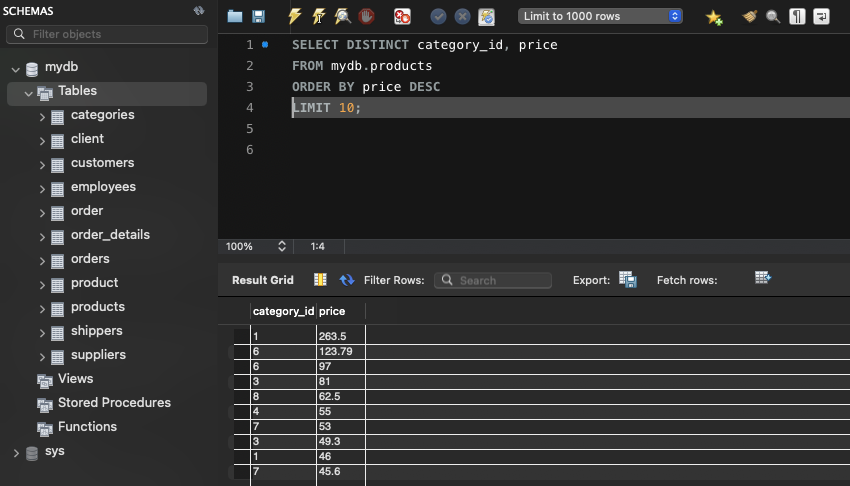 SCHEMAS
Limit to 1000 rows
Filter objects
mydb
Tables
categories
client
customers
employees
order
order_details
orders
product
products
shippers
suppliers
Views
Stored Procedures
Functions
sys
1 SELECT DISTINCT category_id, price
2 FROM mydb.products
3 ORDER BY price DESC
4 LIMIT 10;
5
6
100% 1:4
Result Grid Filter Rows: Search Export: Fetch rows:
category_id price
1 263.5
6 123.79
6 97
3 81
8 62.5
4 55
7 53
3 49.3
1 46
7 45.6